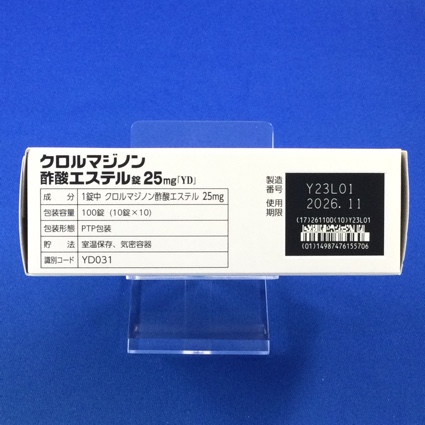 クロルマジノン
酢酸エステル錠 25mg「YD」
成分 1錠中 クロルマジノン酢酸エステル 25mg
包装容量 100錠 (10錠×10)
包装形態 PTP包装
貯法 室温保存、気密容器
識別コード YD031
製造番号 Y23L01
使用期限 2026.11
(17)261100(10)Y23L01
(01)14987476155706